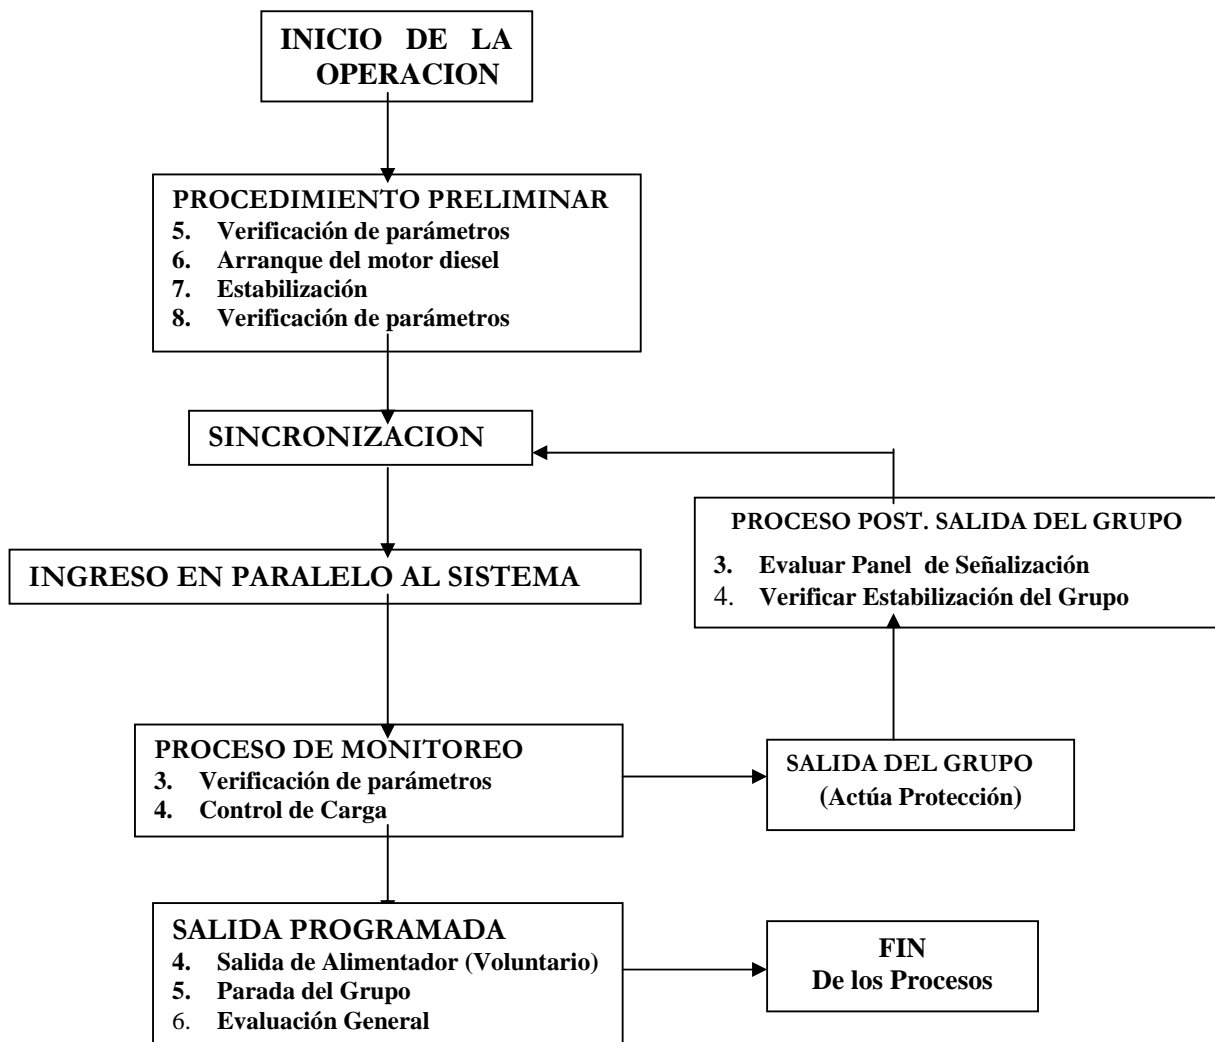 INICIO DE LA
OPERACION
PROCEDIMIENTO PRELIMINAR
5. Verificación de parámetros
6. Arranque del motor diesel
7. Estabilización
8. Verificación de parámetros
SINCRONIZACION
PROCESO POST. SALIDA DEL GRUPO
3. Evaluar Panel de Señalización
4. Verificar Estabilización del Grupo
INGRESO EN PARALELO AL SISTEMA
PROCESO DE MONITOREO
3. Verificación de parámetros
4. Control de Carga
SALIDA DEL GRUPO
(Actúa Protección)
SALIDA PROGRAMADA
4. Salida de Alimentador (Voluntario)
5. Parada del Grupo
6. Evaluación General
FIN
De los Procesos